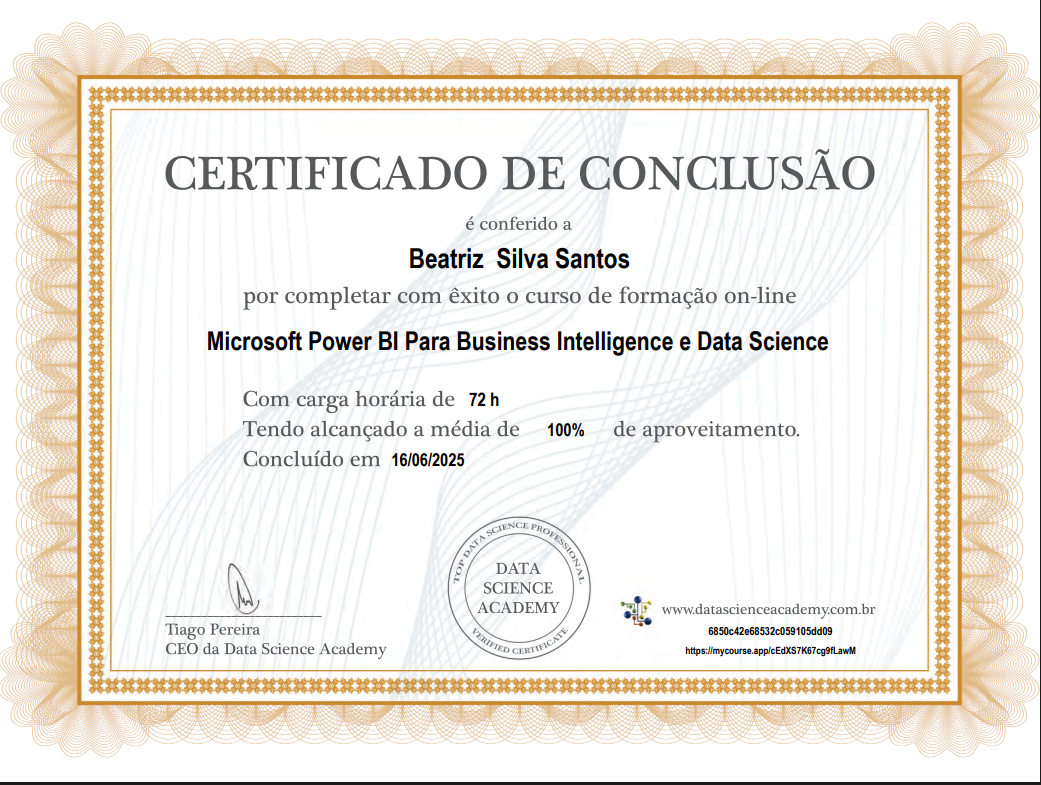 CERTIFICADO DE CONCLUSÃO
é conferido a
Beatriz Silva Santos
por completar com êxito o curso de formação on-line
Microsoft Power BI Para Business Intelligence e Data Science
Com carga horária de 72 h
Tendo alcançado a média de 100% de aproveitamento.
Concluído em 16/06/2025
TOP DATA SCIENCE PROFESSIONAL
DATA
SCIENCE
ACADEMY
VERIFIED CERTIFICATE
Tiago Pereira
CEO da Data Science Academy
www.datascienceacademy.com.br
6850c42e68532c059105dd09
https://mycourse.app/cEdXS7K67cg9fLawM